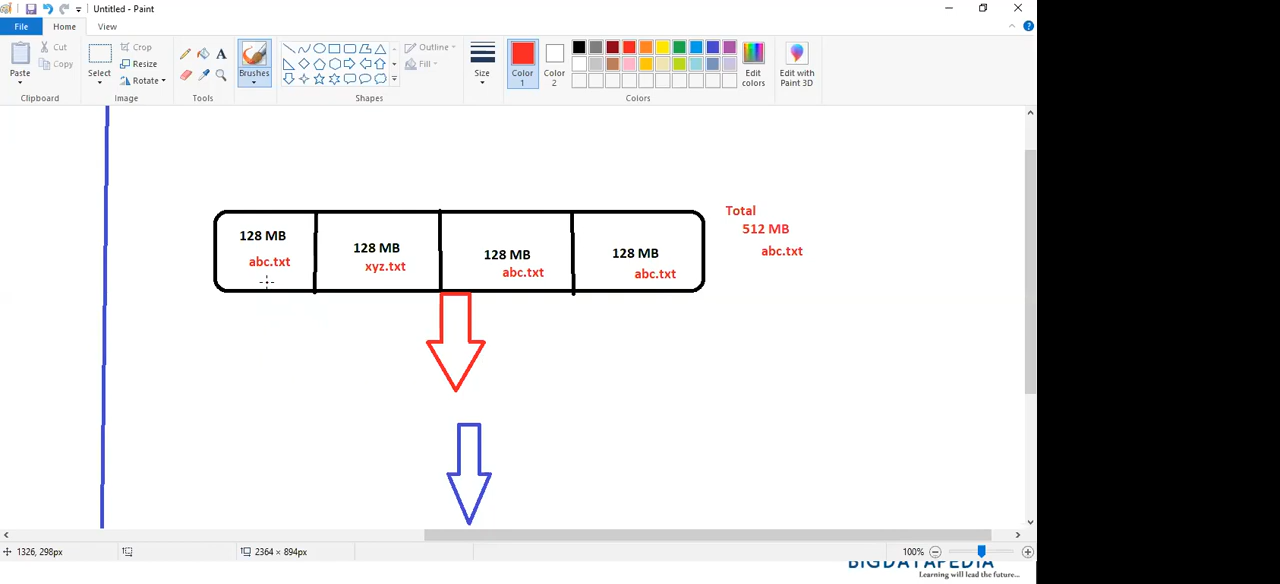 Untitled - Paint
File Home View
Paste
Cut
Copy
Clipboard
Select
Crop
Resize
Rotate
Image
A
Tools
Brushes
Outline
Fill
Shapes
Size
Color 1
Color 2
Edit colors
Colors
Edit with Paint 3D
128 MB
abc.txt
128 MB
xyz.txt
128 MB
abc.txt
128 MB
abc.txt
Total
512 MB
abc.txt
1326, 298px
2364 × 894px
100%
BIGDATAPEDIA
Learning will lead the future...